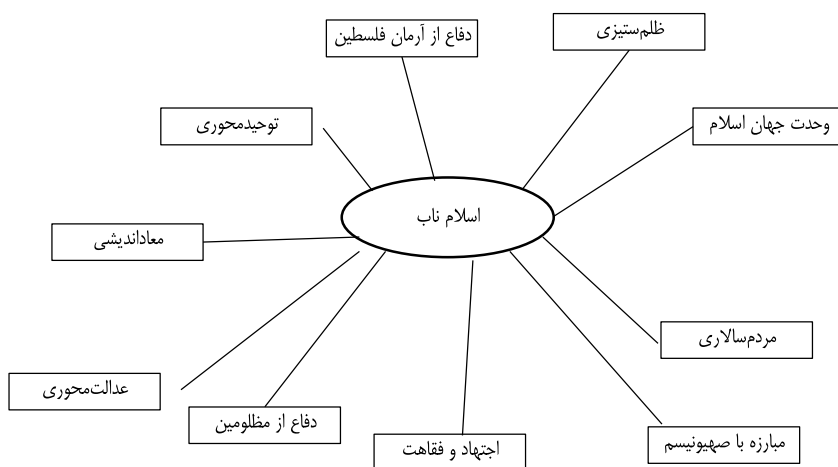 ظلم‌ستیزی
دفاع از آرمان فلسطین
وحدت جهان اسلام
توحیدمحوری
اسلام ناب
معاداندیشی
مردم‌سالاری
عدالت‌محوری
دفاع از مظلومین
مبارزه با صهیونیسم
اجتهاد و فقاهت